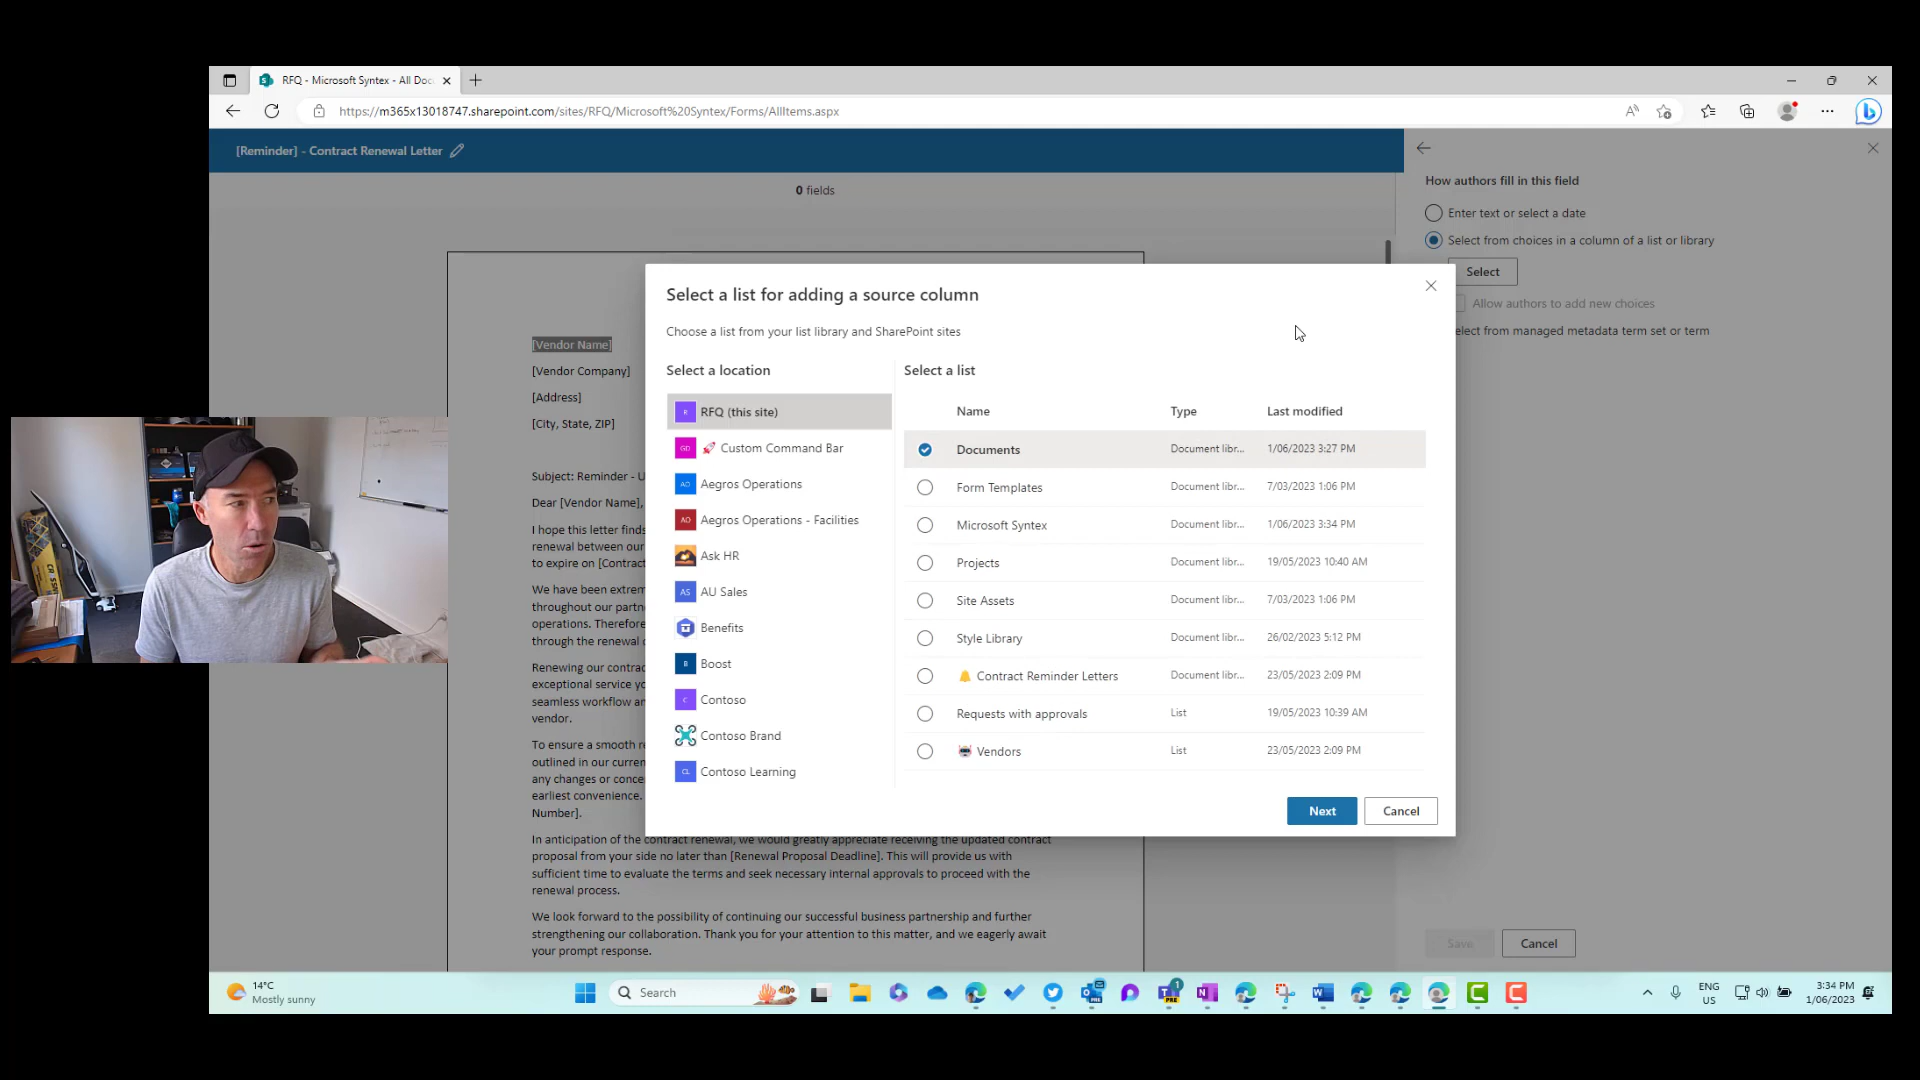 RFQ - Microsoft Syntex - All Doc
https://m365x13018747.sharepoint.com/sites/RFQ/Microsoft%20Syntex/Forms/AllItems.aspx
[Reminder] - Contract Renewal Letter
0 fields
How authors fill in this field
Enter text or select a date
Select from choices in a column of a list or library
Select
Allow authors to add new choices
elect from managed metadata term set or term
Save
Cancel
Select a list for adding a source column
Choose a list from your list library and SharePoint sites
Select a location
R RFQ (this site)
Custom Command Bar
AO Aegros Operations
AO Aegros Operations - Facilities
Ask HR
AS AU Sales
Benefits
B Boost
C Contoso
Contoso Brand
CL Contoso Learning
Select a list
Name Type Last modified
Documents Document libr... 1/06/2023 3:27 PM
Form Templates Document libr... 7/03/2023 1:06 PM
Microsoft Syntex Document libr... 1/06/2023 3:34 PM
Projects Document libr... 19/05/2023 10:40 AM
Site Assets Document libr... 7/03/2023 1:06 PM
Style Library Document libr... 26/02/2023 5:12 PM
Contract Reminder Letters Document libr... 23/05/2023 2:09 PM
Requests with approvals List 19/05/2023 10:39 AM
Vendors List 23/05/2023 2:09 PM
Next
Cancel
[Vendor Name]
[Vendor Company]
[Address]
[City, State, ZIP]
Subject: Reminder - U
Dear [Vendor Name],
I hope this letter finds
renewal between our
to expire on [Contract
We have been extrem
throughout our partn
operations. Therefore
through the renewal
Renewing our contrac
exceptional service yo
seamless workflow an
vendor.
To ensure a smooth re
outlined in our curren
any changes or conce
earliest convenience.
Number].
In anticipation of the contract renewal, we would greatly appreciate receiving the updated contract
proposal from your side no later than [Renewal Proposal Deadline]. This will provide us with
sufficient time to evaluate the terms and seek necessary internal approvals to proceed with the
renewal process.
We look forward to the possibility of continuing our successful business partnership and further
strengthening our collaboration. Thank you for your attention to this matter, and we eagerly await
your prompt response.
14°C
Mostly sunny
Search
ENG
US
3:34 PM
1/06/2023